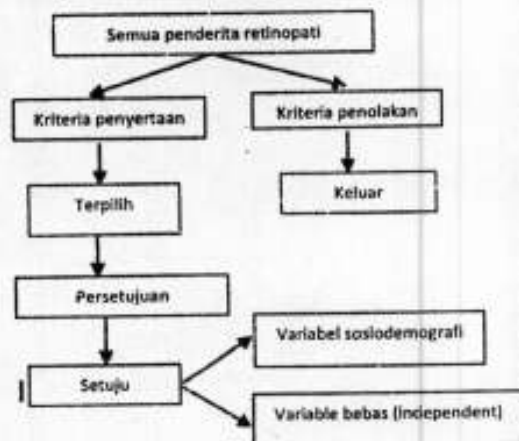 Semua penderita retinopati
Kriteria penyertaan
Kriteria penolakan
Terpilih
Keluar
Persetujuan
Variabel sosiodemografi
Setuju
Variable bebas (independent)